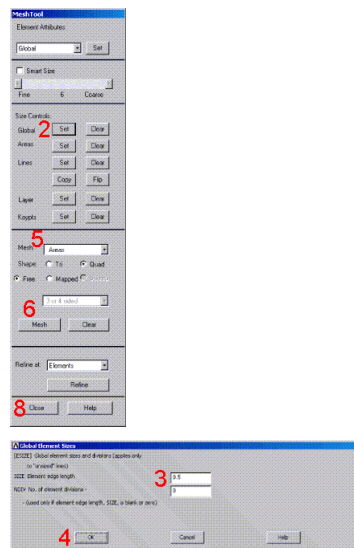 MeshTool
Element Attributes:
Global Set
Smart Size
Fine 6 Coarse
Size Controls:
2
Global Set Clear
Areas Set Clear
Lines Set Clear
Copy Flip
Layer Set Clear
Keypts Set Clear
5
Mesh: Areas
Shape: Tri Quad
Free Mapped
3 or 4 sided
6
Mesh Clear
Refine at: Elements
Refine
8 Close Help
Global Element Sizes
[ESIZE] Global element sizes and divisions (applies only
to "unsized" lines)
SIZE Element edge length 3 0.5
NDIV No. of element divisions - 0
- (used only if element edge length, SIZE, is blank or zero)
4 OK Cancel Help